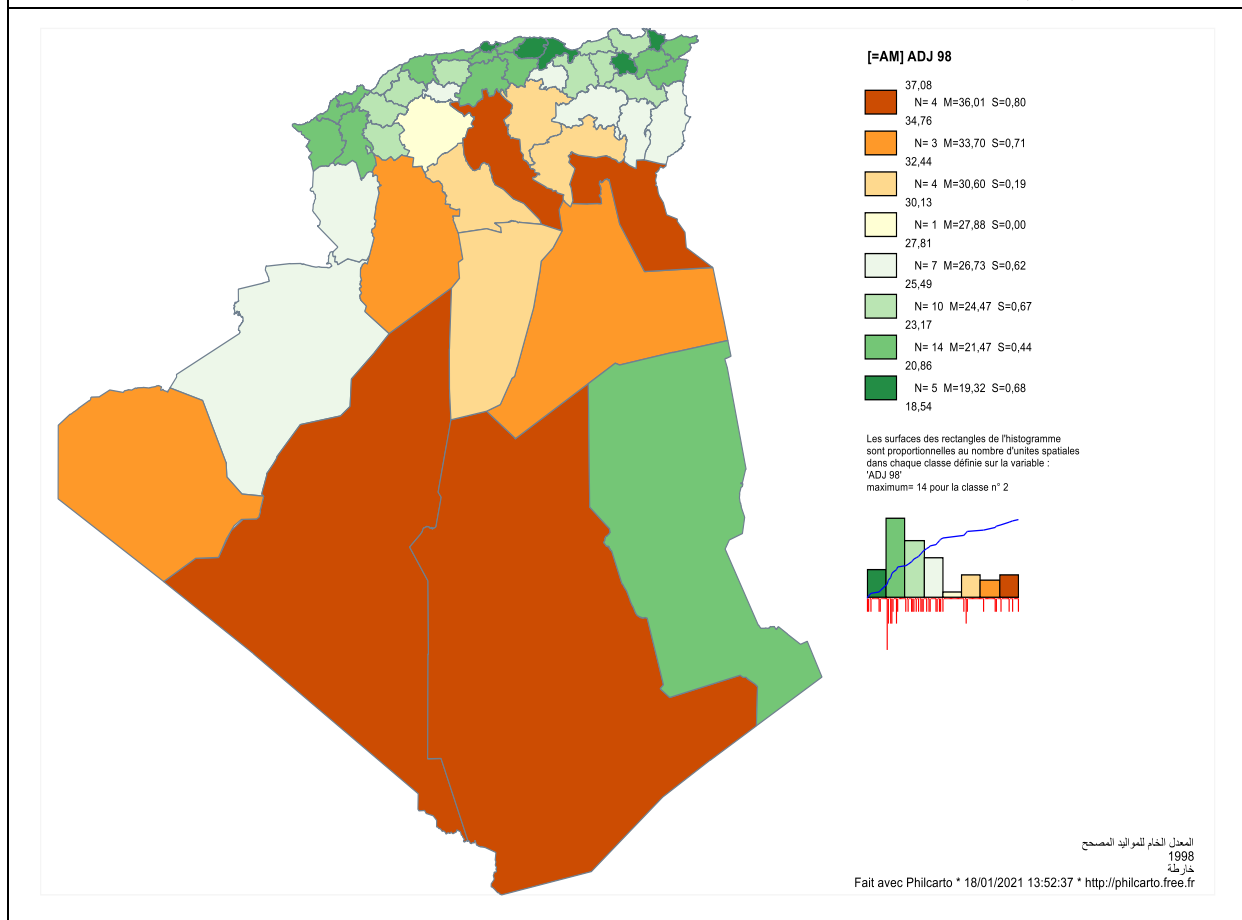 [=AM] ADJ 98
37,08
N= 4 M=36,01 S=0,80
34,76
N= 3 M=33,70 S=0,71
32,44
N= 4 M=30,60 S=0,19
30,13
N= 1 M=27,88 S=0,00
27,81
N= 7 M=26,73 S=0,62
25,49
N= 10 M=24,47 S=0,67
23,17
N= 14 M=21,47 S=0,44
20,86
N= 5 M=19,32 S=0,68
18,54
Les surfaces des rectangles de l'histogramme
sont proportionnelles au nombre d'unites spatiales
dans chaque classe définie sur la variable :
'ADJ 98'
maximum= 14 pour la classe n° 2
المعدل الخام للمواليد المصحح
1998
خارطة
Fait avec Philcarto * 18/01/2021 13:52:37 * http://philcarto.free.fr